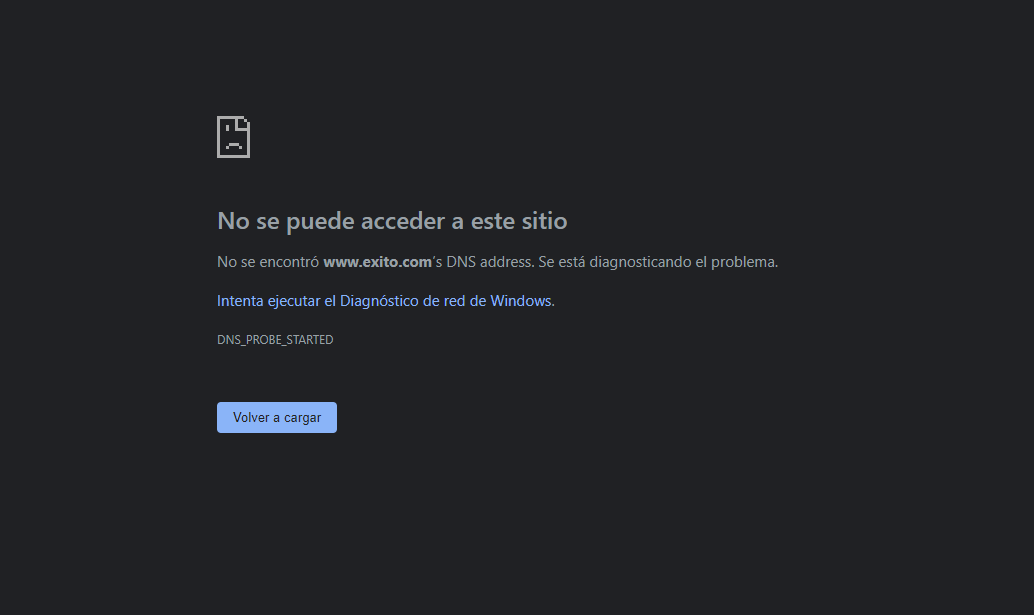 No se puede acceder a este sitio
No se encontró www.exito.com's DNS address. Se está diagnosticando el problema.
Intenta ejecutar el Diagnóstico de red de Windows.
DNS_PROBE_STARTED
Volver a cargar